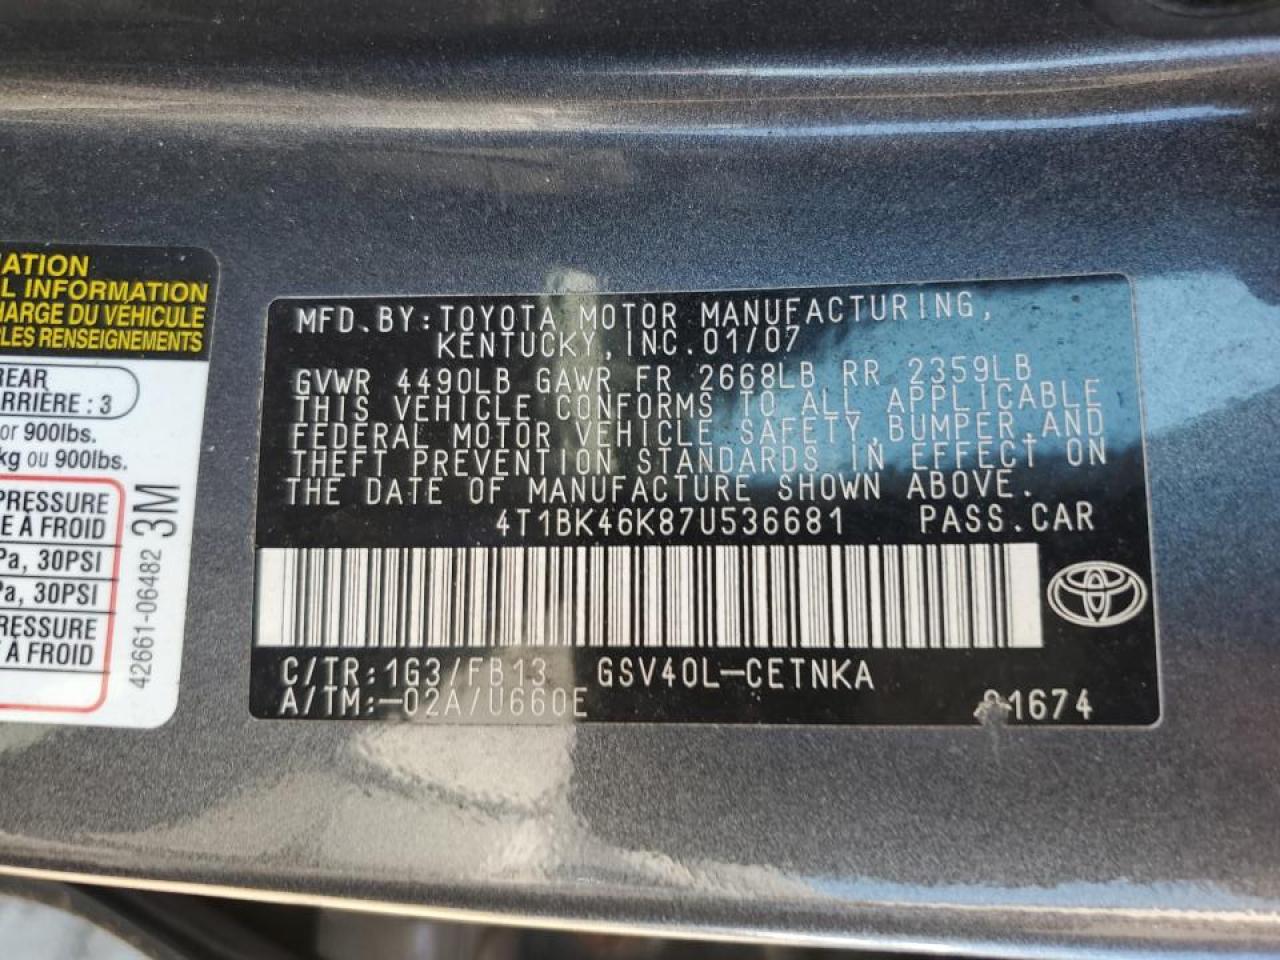 ATION
L INFORMATION
HARGE DU VÉHICULE
LES RENSEIGNEMENTS
REAR
ARRIÈRE : 3
or 900lbs.
kg OU 900lbs.
PRESSURE
E À FROID
Pa, 30PSI
Pa, 30PSI
RESSURE
À FROID
42661-06482 3M
MFD.BY:TOYOTA MOTOR MANUFACTURING,
KENTUCKY,INC.01/07
GVWR 4490LB GAWR FR 2668LB RR 2359LB
THIS VEHICLE CONFORMS TO ALL APPLICABLE
FEDERAL MOTOR VEHICLE SAFETY,BUMPER,AND
THEFT PREVENTION STANDARDS IN EFFECT ON
THE DATE OF MANUFACTURE SHOWN ABOVE.
4T1BK46K87U536681 PASS.CAR
C/TR:1G3/FB13 GSV40L-CETNKA
A/TM:-02A/U660E 1674